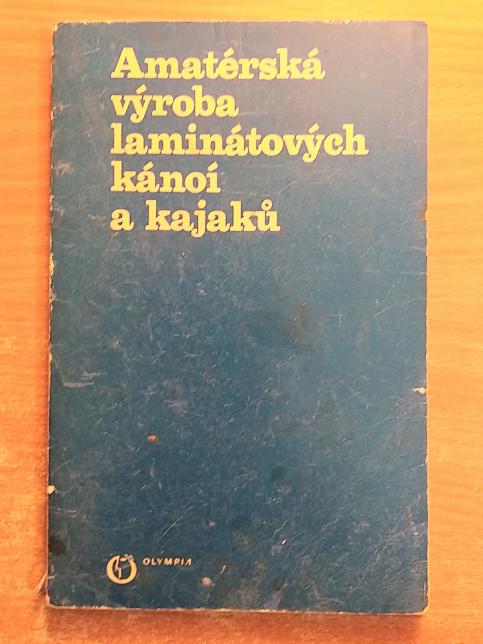 Amatérská
výroba
laminátových
kánoí
a kajaků
OLYMPIA